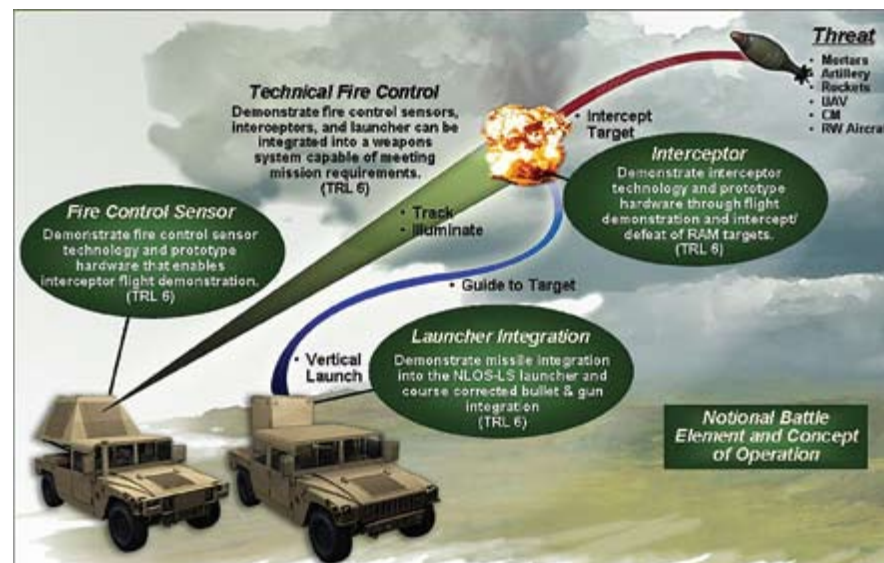 Threat
• Mortars
• Artillery
• Rockets
• UAV
• CM
• RW Aircra
Technical Fire Control
Demonstrate fire control sensors,
interceptors, and launcher can be
integrated into a weapons
system capable of meeting
mission requirements.
(TRL 6)
• Intercept
Target
Interceptor
Demonstrate interceptor
technology and prototype
hardware through flight
demonstration and intercept/
defeat of RAM targets.
(TRL 6)
Fire Control Sensor
Demonstrate fire control sensor
technology and prototype
hardware that enables
interceptor flight demonstration.
(TRL 6)
• Track
• Illuminate
• Guide to Target
• Vertical
Launch
Launcher Integration
Demonstrate missile integration
into the NLOS-LS launcher and
course corrected bullet & gun
integration
(TRL 6)
Notional Battle
Element and Concept
of Operation